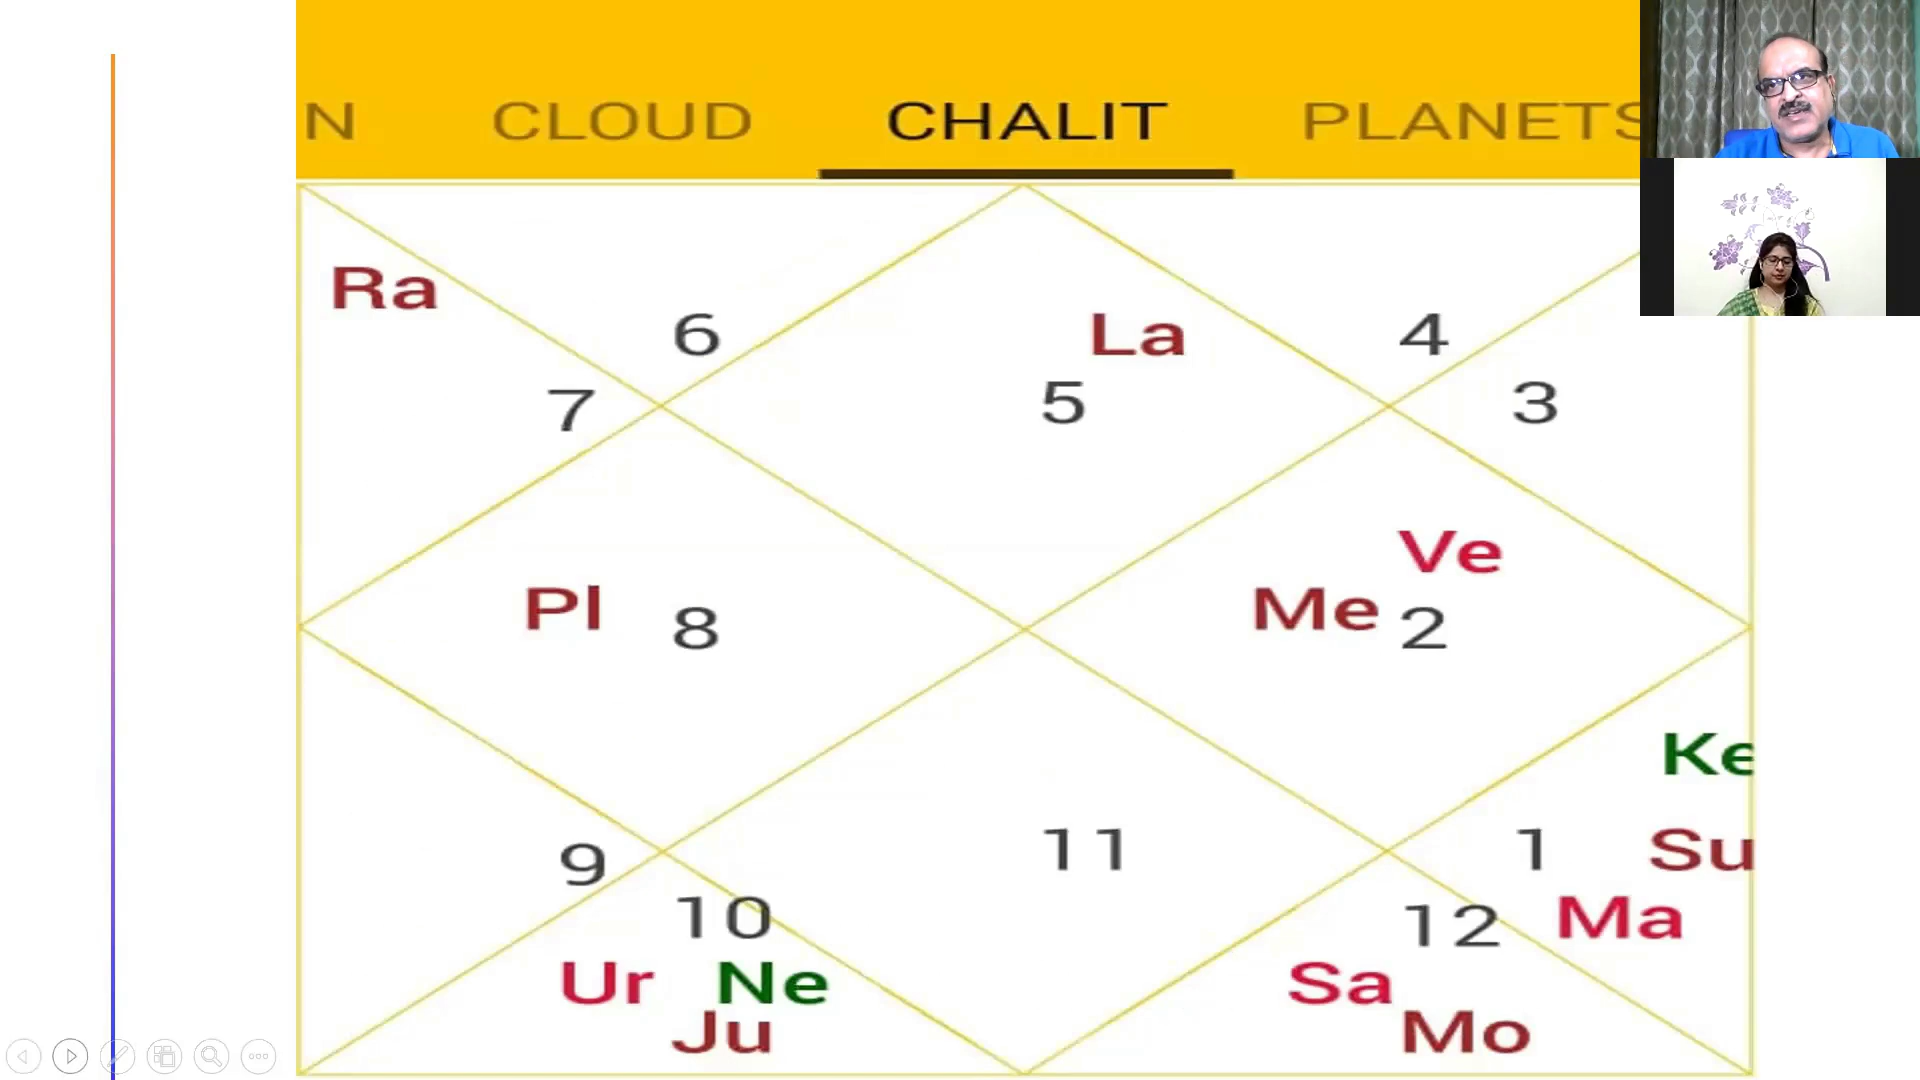 N CLOUD CHALIT PLANETS
Ra
6
La
4
7
5
3
Ve
Pl 8
Me 2
Ke
9
11
1 Su
10
12 Ma
Ur Ne
Sa
Ju
Mo